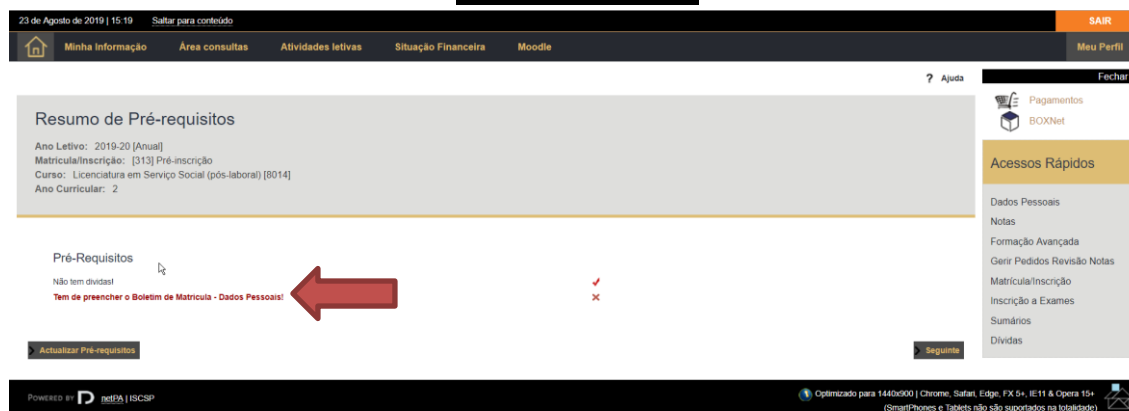 23 de Agosto de 2019 | 15:19 Saltar para conteúdo
SAIR
Minha Informação Área consultas Atividades letivas Situação Financeira Moodle
Meu Perfil
? Ajuda
Fechar
Pagamentos
BOXNet
Resumo de Pré-requisitos
Ano Letivo: 2019-20 [Anual]
Matricula/Inscrição: [313] Pré-inscrição
Curso: Licenciatura em Serviço Social (pós-laboral) [8014]
Ano Curricular: 2
Acessos Rápidos
Dados Pessoais
Notas
Formação Avançada
Gerir Pedidos Revisão Notas
Matrícula/Inscrição
Inscrição a Exames
Sumários
Dívidas
Pré-Requisitos
Não tem dividas!
Tem de preencher o Boletim de Matricula - Dados Pessoais!
Actualizar Pré-requisitos
Seguinte
POWERED BY netPA | ISCSP
Optimizado para 1440x900 | Chrome, Safari, Edge, FX 5+, IE11 & Opera 15+
(SmartPhones e Tablets não são suportados na totalidade)